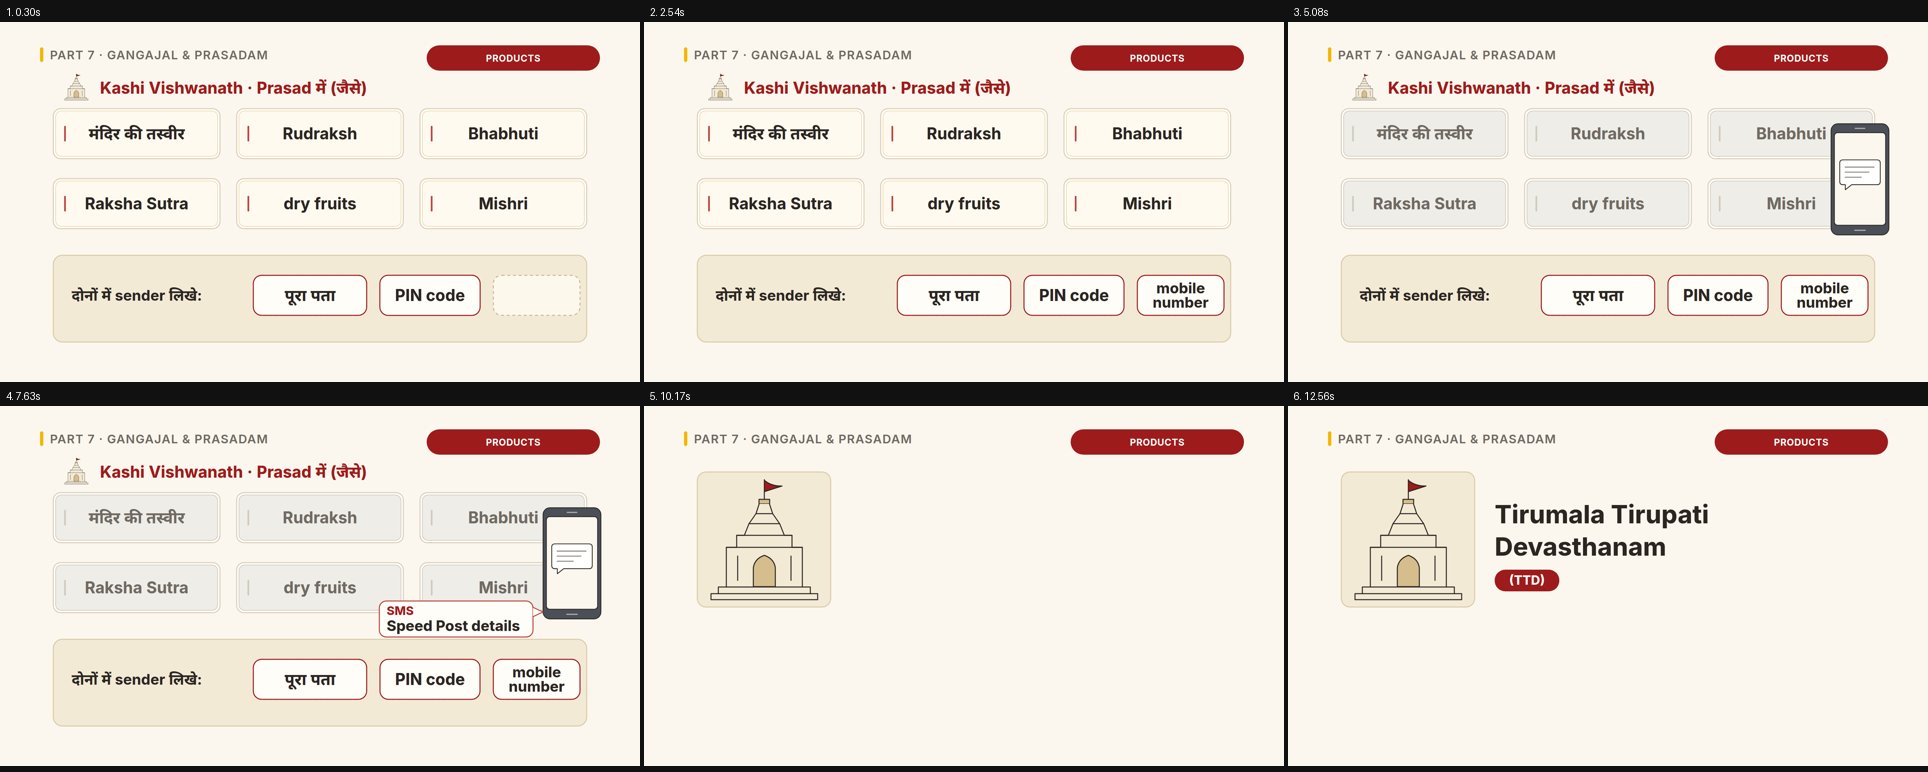 1. 0.30s
PART 7 · GANGAJAL & PRASADAM
PRODUCTS
Kashi Vishwanath · Prasad में (जैसे)
मंदिर की तस्वीर
Rudraksh
Bhabhuti
Raksha Sutra
dry fruits
Mishri
दोनों में sender लिखे:
पूरा पता
PIN code
2. 2.54s
PART 7 · GANGAJAL & PRASADAM
PRODUCTS
Kashi Vishwanath · Prasad में (जैसे)
मंदिर की तस्वीर
Rudraksh
Bhabhuti
Raksha Sutra
dry fruits
Mishri
दोनों में sender लिखे:
पूरा पता
PIN code
mobile
number
3. 5.08s
PART 7 · GANGAJAL & PRASADAM
PRODUCTS
Kashi Vishwanath · Prasad में (जैसे)
मंदिर की तस्वीर
Rudraksh
Bhabhuti
Raksha Sutra
dry fruits
Mishri
दोनों में sender लिखे:
पूरा पता
PIN code
mobile
number
4. 7.63s
PART 7 · GANGAJAL & PRASADAM
PRODUCTS
Kashi Vishwanath · Prasad में (जैसे)
मंदिर की तस्वीर
Rudraksh
Bhabhuti
Raksha Sutra
dry fruits
Mishri
SMS
Speed Post details
दोनों में sender लिखे:
पूरा पता
PIN code
mobile
number
5. 10.17s
PART 7 · GANGAJAL & PRASADAM
PRODUCTS
6. 12.56s
PART 7 · GANGAJAL & PRASADAM
PRODUCTS
Tirumala Tirupati
Devasthanam
(TTD)